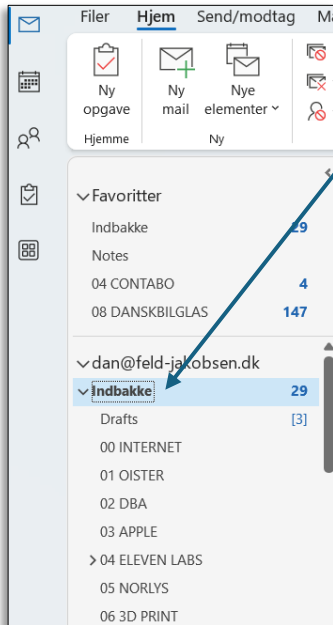 Filer Hjem Send/modtag
Ny opgave
Ny mail
Nye elementer
Hjemme
Ny
Favoritter
Indbakke 29
Notes
04 CONTABO 4
08 DANSKBILGLAS 147
dan@feld-jakobsen.dk
Indbakke 29
Drafts [3]
00 INTERNET
01 OISTER
02 DBA
03 APPLE
04 ELEVEN LABS
05 NORLYS
06 3D PRINT